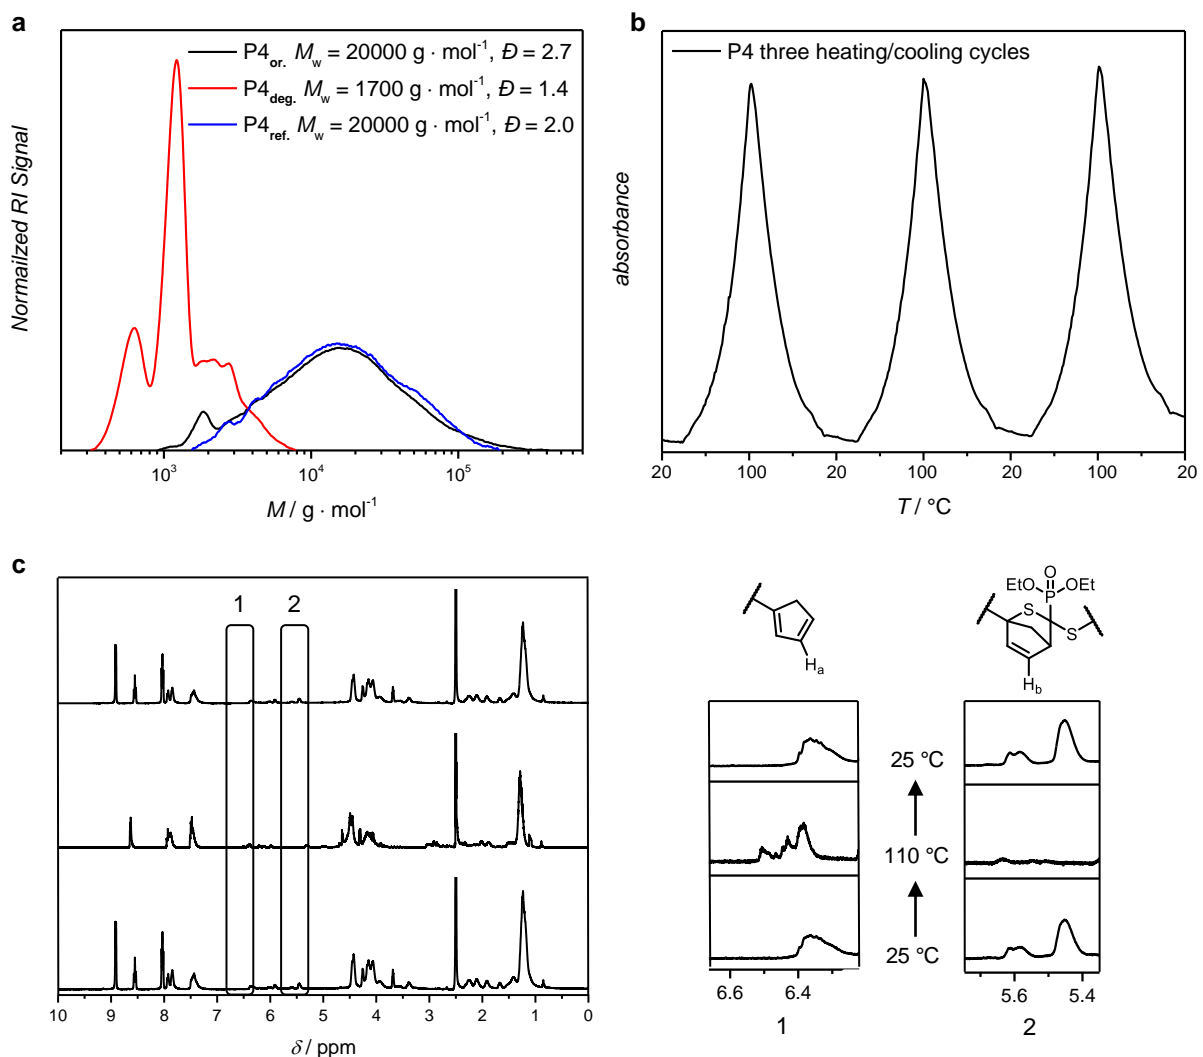 a
P4or. Mw = 20000 g · mol-1, Đ = 2.7
P4deg. Mw = 1700 g · mol-1, Đ = 1.4
P4ref. Mw = 20000 g · mol-1, Đ = 2.0
Normailzed RI Signal
10³ 10⁴ 10⁵
M / g · mol-1
b
P4 three heating/cooling cycles
absorbance
20 100 20 100 20 100 20
T / °C
c
1 2
10 9 8 7 6 5 4 3 2 1 0
δ / ppm
Ha
O
EtO P OEt
S
S
Hb
25 °C
110 °C
25 °C
6.6 6.4
1
5.6 5.4
2